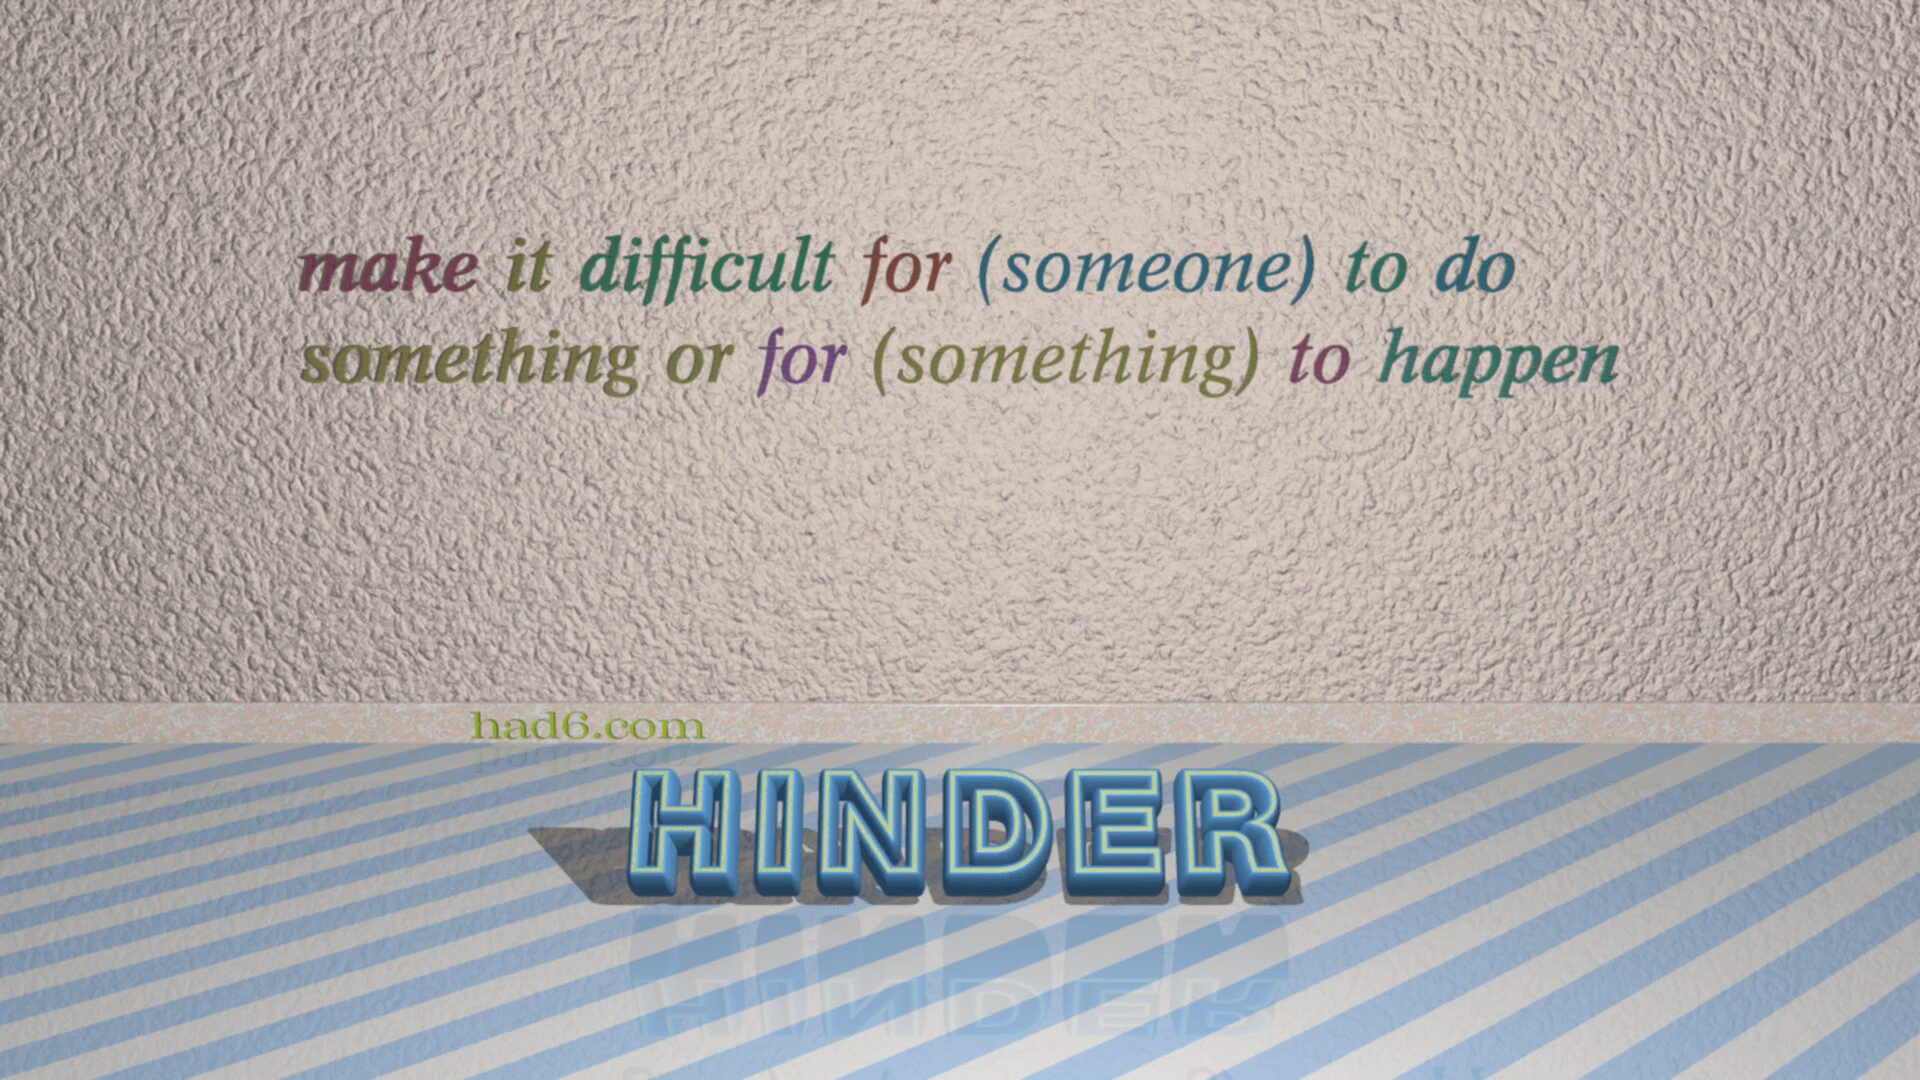 make it difficult for (someone) to do
something or for (something) to happen
had6.com
HINDER